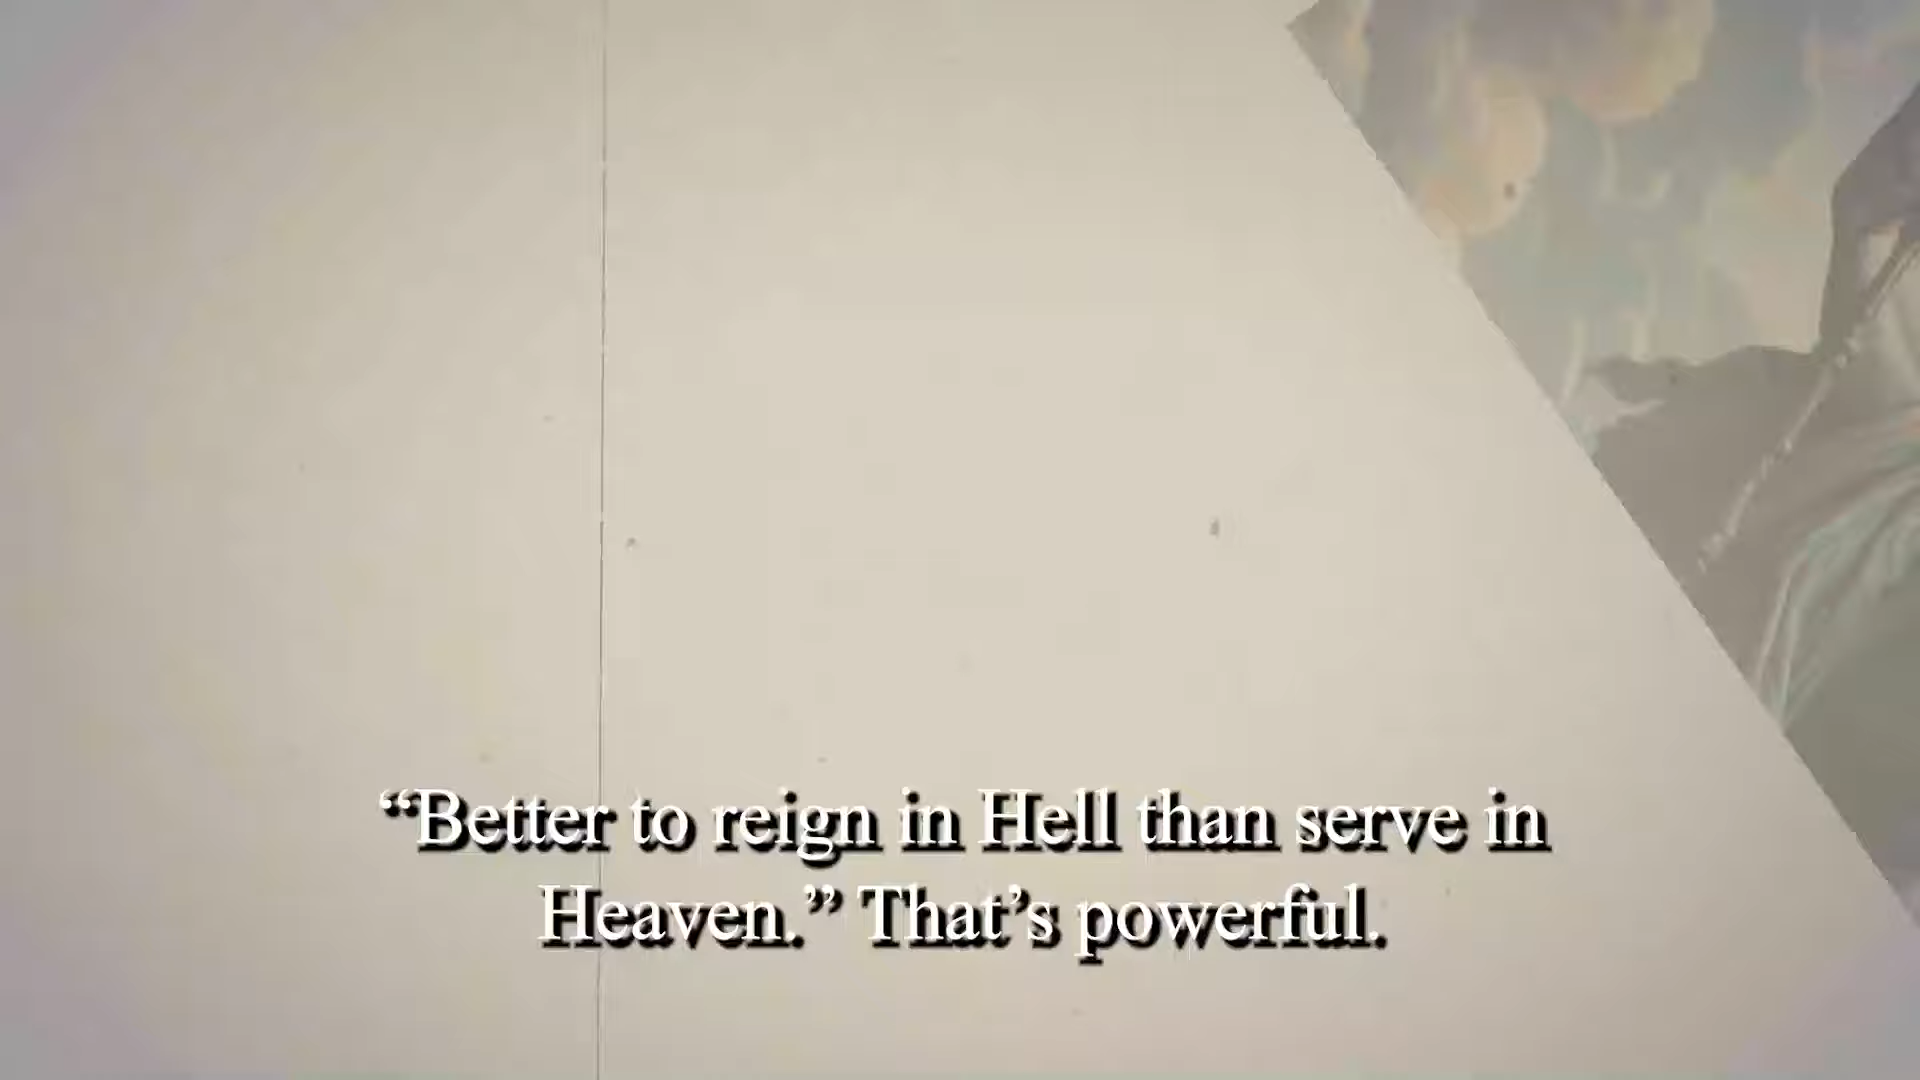 “Better to reign in Hell than serve in
Heaven.” That’s powerful.